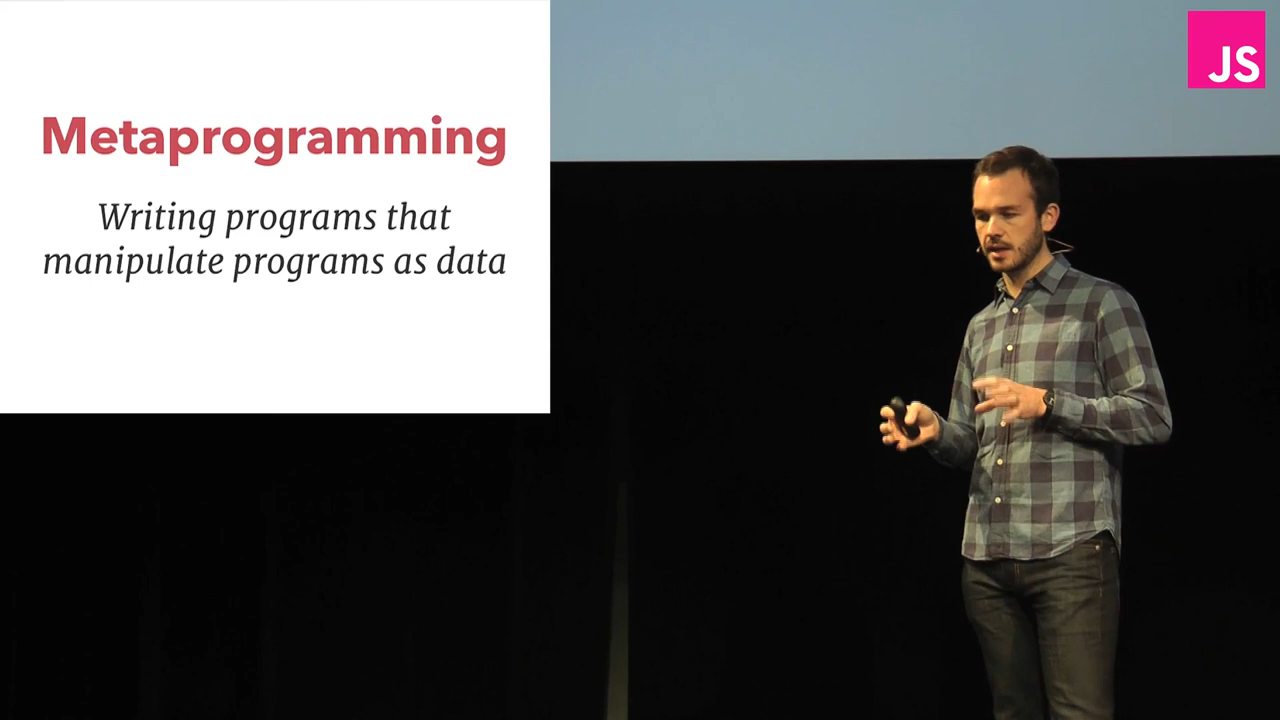 Metaprogramming
Writing programs that
manipulate programs as data
JS